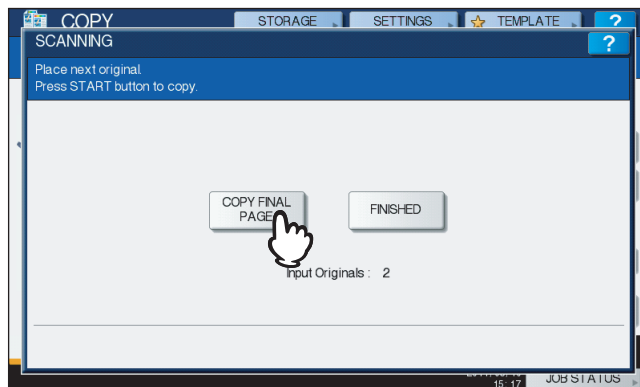 COPY
STORAGE
SETTINGS
TEMPLATE
?
SCANNING
?
Place next original.
Press START button to copy.
COPY FINAL
PAGE
FINISHED
Input Originals : 2
15:17
JOB STATUS